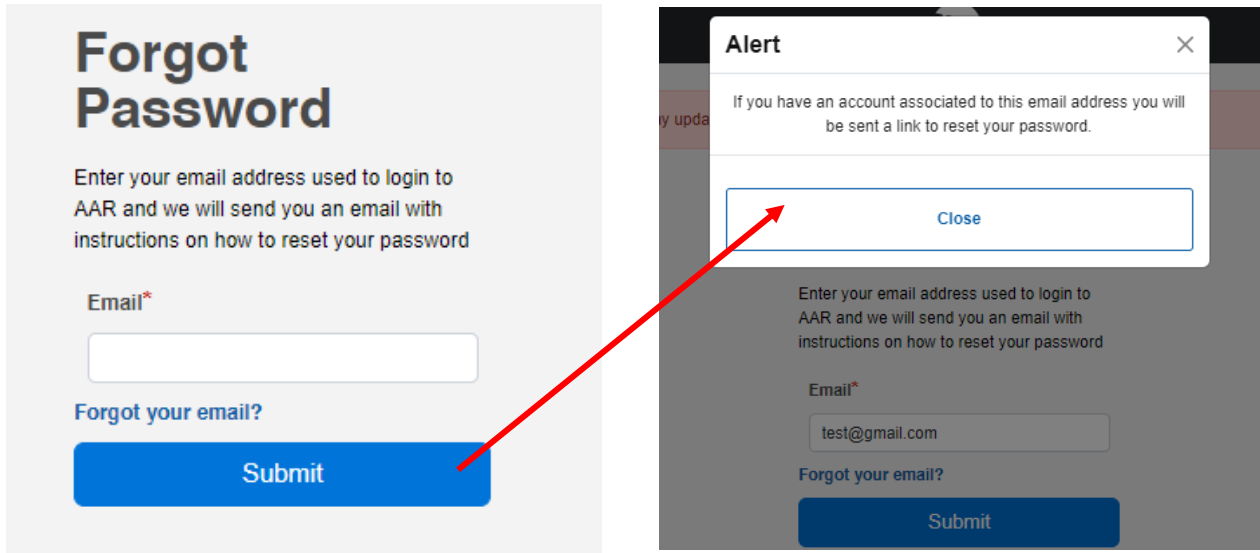 Forgot
Password
Enter your email address used to login to
AAR and we will send you an email with
instructions on how to reset your password
Email*
Forgot your email?
Submit
Alert
If you have an account associated to this email address you will
be sent a link to reset your password.
Close
Enter your email address used to login to
AAR and we will send you an email with
instructions on how to reset your password
Email*
test@gmail.com
Forgot your email?
Submit